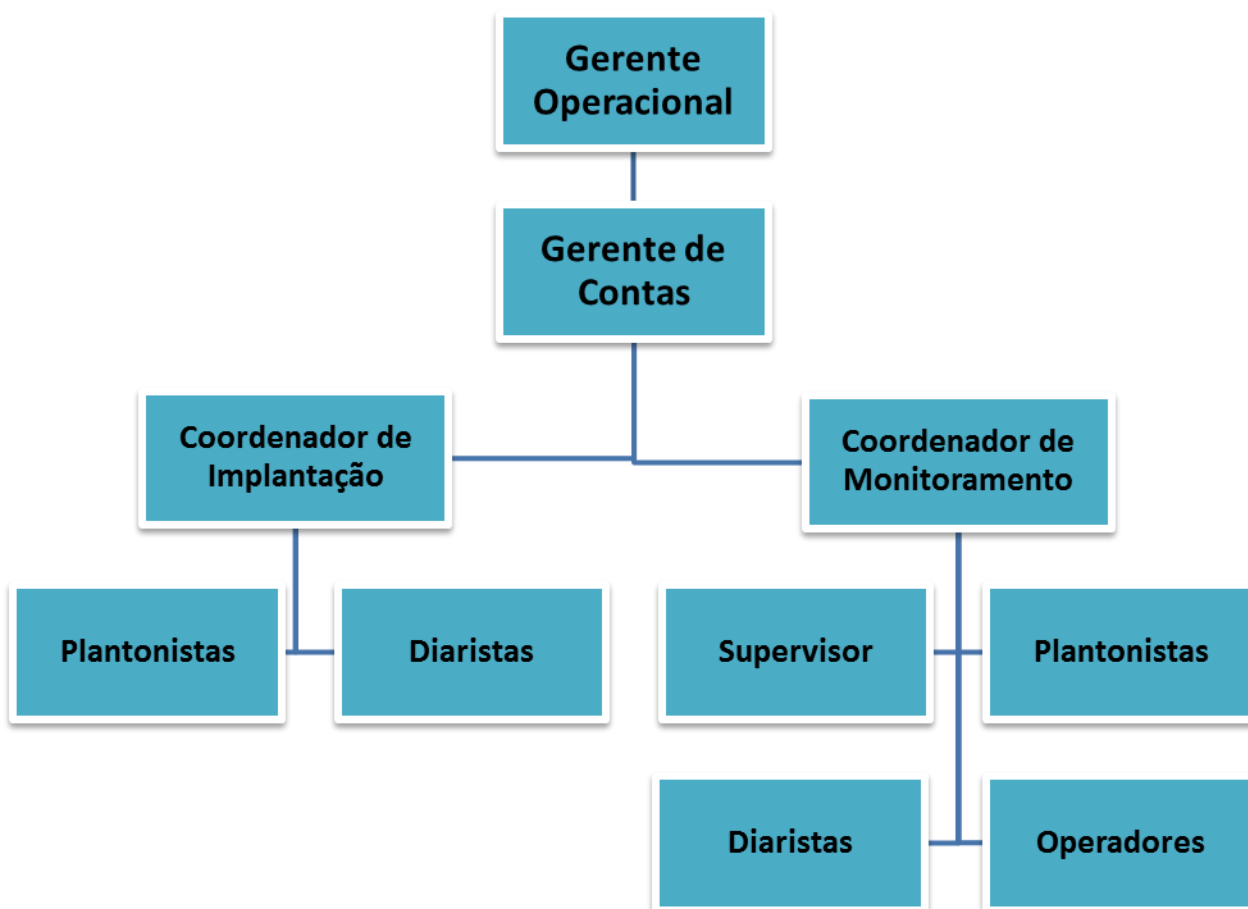 Gerente
Operacional
Gerente de
Contas
Coordenador de
Implantação
Coordenador de
Monitoramento
Plantonistas
Diaristas
Supervisor
Plantonistas
Diaristas
Operadores